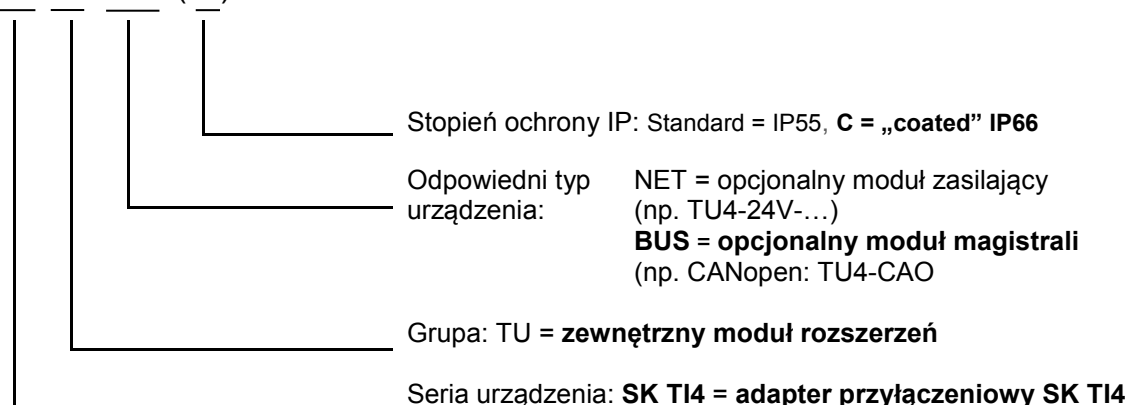 Stopień ochrony IP: Standard = IP55, C = „coated” IP66
Odpowiedni typ NET = opcjonalny moduł zasilający
urządzenia: (np. TU4-24V-…)
BUS = opcjonalny moduł magistrali
(np. CANopen: TU4-CAO
Grupa: TU = zewnętrzny moduł rozszerzeń
Seria urządzenia: SK TI4 = adapter przyłączeniowy SK TI4